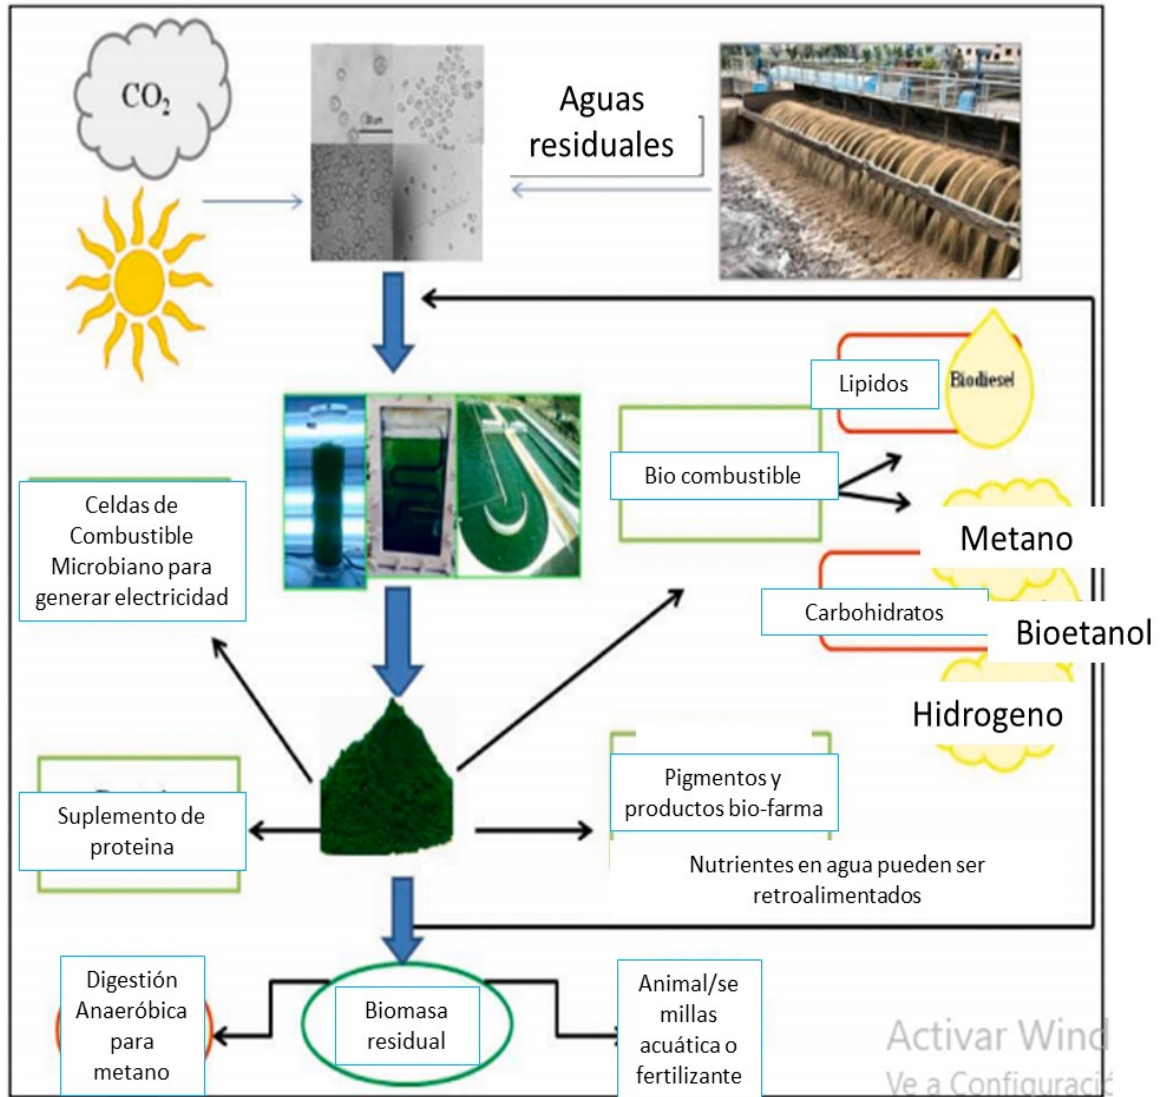 CO2
Aguas
residuales
Lipidos
Biodiesel
Bio combustible
Celdas de
Combustible
Microbiano para
generar electricidad
Metano
Carbohidratos
Bioetanol
Hidrogeno
Pigmentos y
productos bio-farma
Suplemento de
proteina
Nutrientes en agua pueden ser
retroalimentados
Digestión
Anaeróbica
para
metano
Biomasa
residual
Animal/se
millas
acuática o
fertilizante
Activar Wind
Ve a Configuració